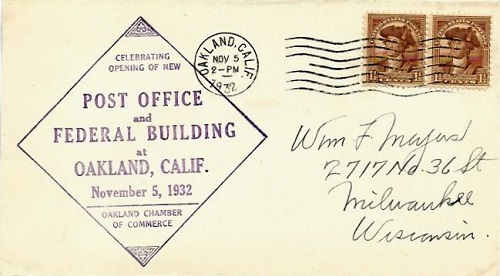 CELEBRATING
OPENING OF NEW
POST OFFICE
and
FEDERAL BUILDING
at
OAKLAND, CALIF.
November 5, 1932
OAKLAND CHAMBER
OF COMMERCE
OAKLAND, CALIF.
NOV 5
2-PM
1932
Wm F. Mayers
2717 No. 36 St
Milwaukee
Wisconsin.